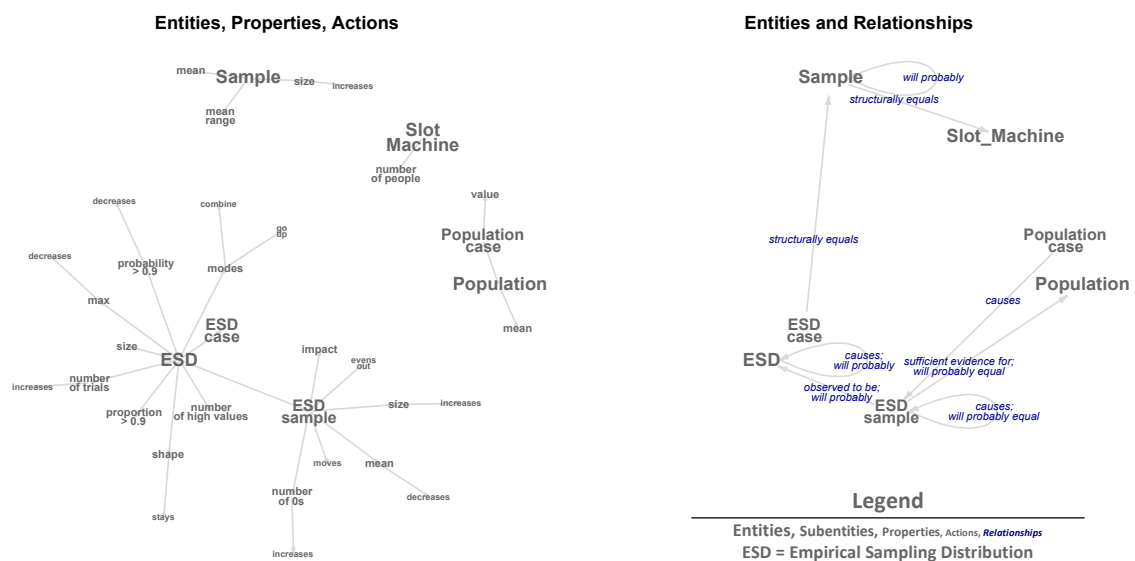 Entities, Properties, Actions
mean
Sample
size
increases
mean
range
Slot
Machine
number
of people
value
Population
case
Population
mean
decreases
combine
go
up
decreases
probability
> 0.9
modes
max
ESD
case
size
ESD
impact
evens
out
increases
number
of trials
proportion
> 0.9
number
of high values
ESD
sample
size
increases
shape
moves
mean
stays
number
of 0s
decreases
increases
Entities and Relationships
Sample
will probably
structurally equals
Slot_Machine
structurally equals
Population
case
Population
causes
ESD
case
ESD
causes;
will probably
sufficient evidence for;
will probably equal
observed to be;
will probably
ESD
sample
causes;
will probably equal
Legend
Entities, Subentities, Properties, Actions, Relationships
ESD = Empirical Sampling Distribution